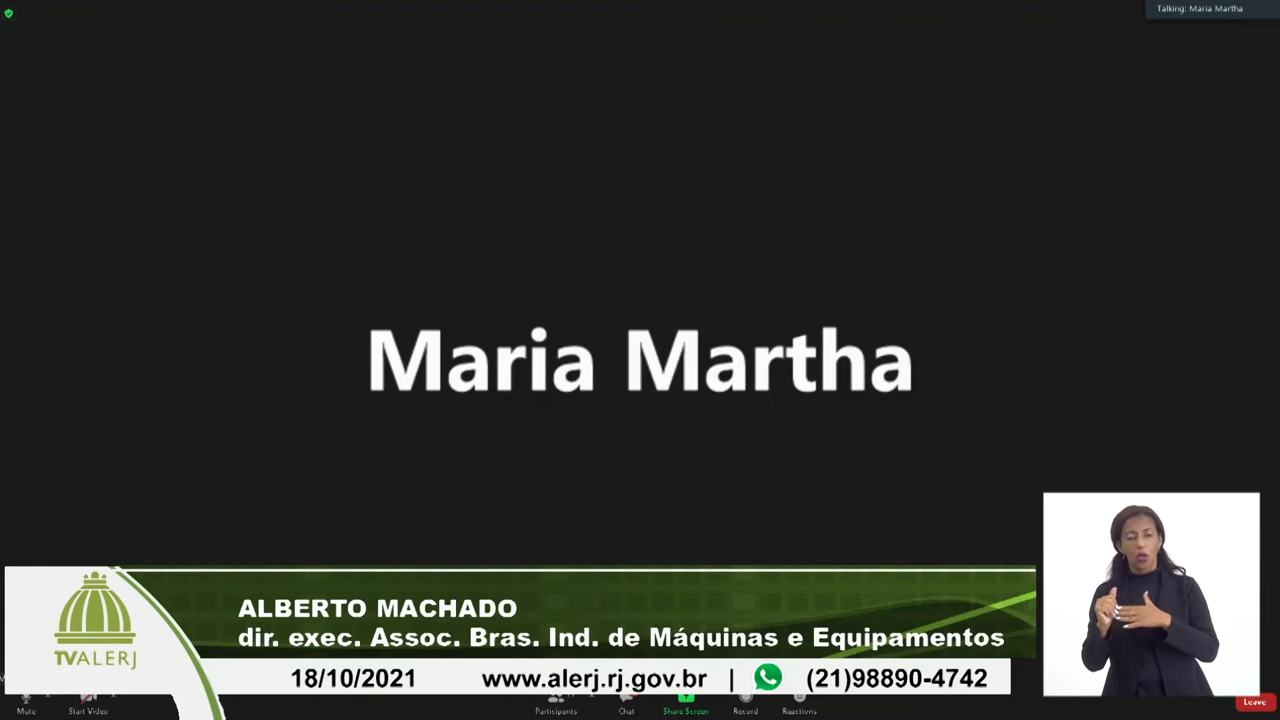 Talking: Maria Martha
Maria Martha
ALBERTO MACHADO
dir. exec. Assoc. Bras. Ind. de Máquinas e Equipamentos
TVALERJ
18/10/2021 www.alerj.rj.gov.br | (21)98890-4742
Mute Start Video Participants Chat Share Screen Record Reactions Leave